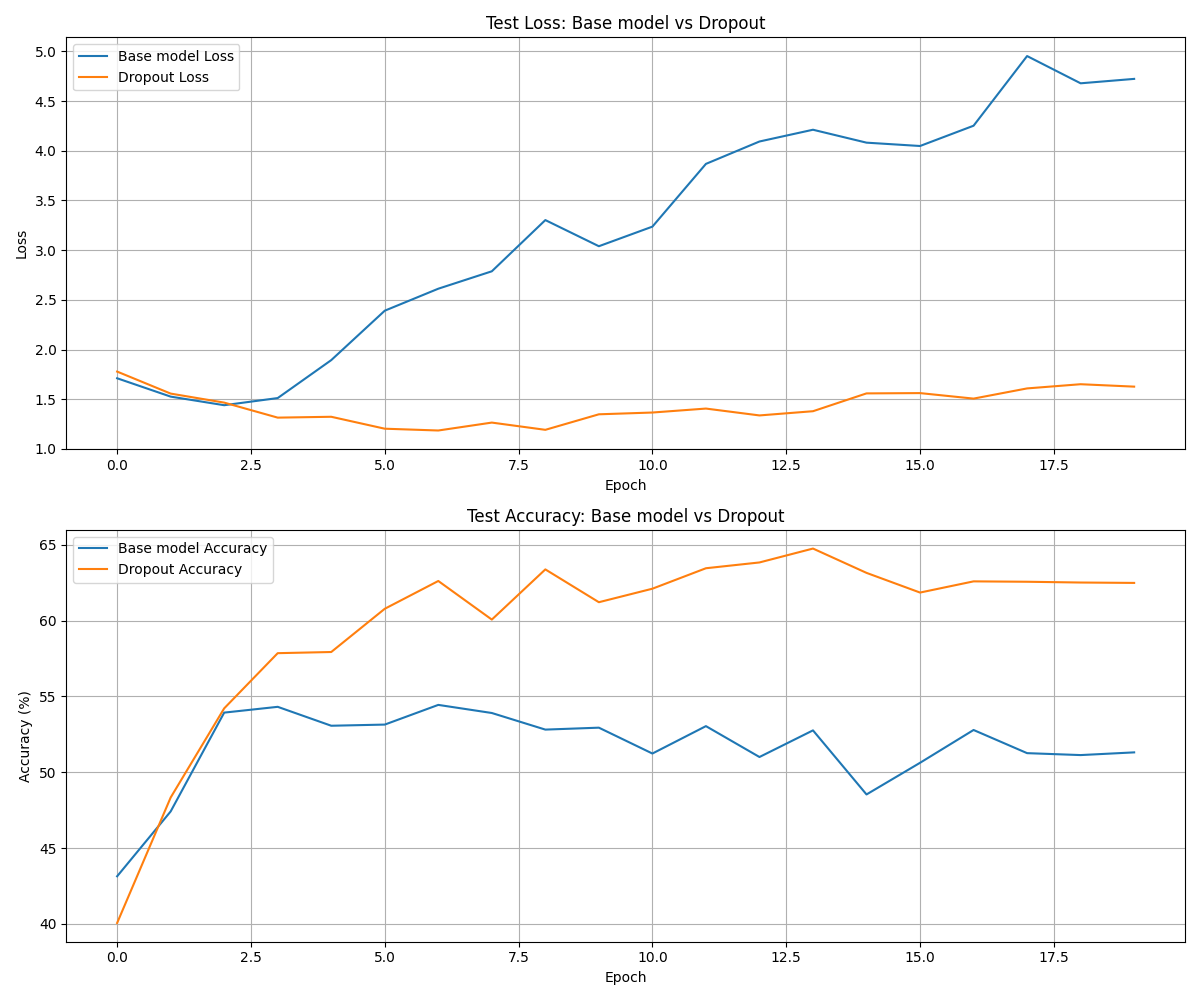 Test Loss: Base model vs Dropout
Base model Loss
Dropout Loss
5.0
4.5
4.0
3.5
3.0
2.5
2.0
1.5
1.0
Loss
0.0 2.5 5.0 7.5 10.0 12.5 15.0 17.5
Epoch
Test Accuracy: Base model vs Dropout
Base model Accuracy
Dropout Accuracy
65
60
55
50
45
40
Accuracy (%)
0.0 2.5 5.0 7.5 10.0 12.5 15.0 17.5
Epoch